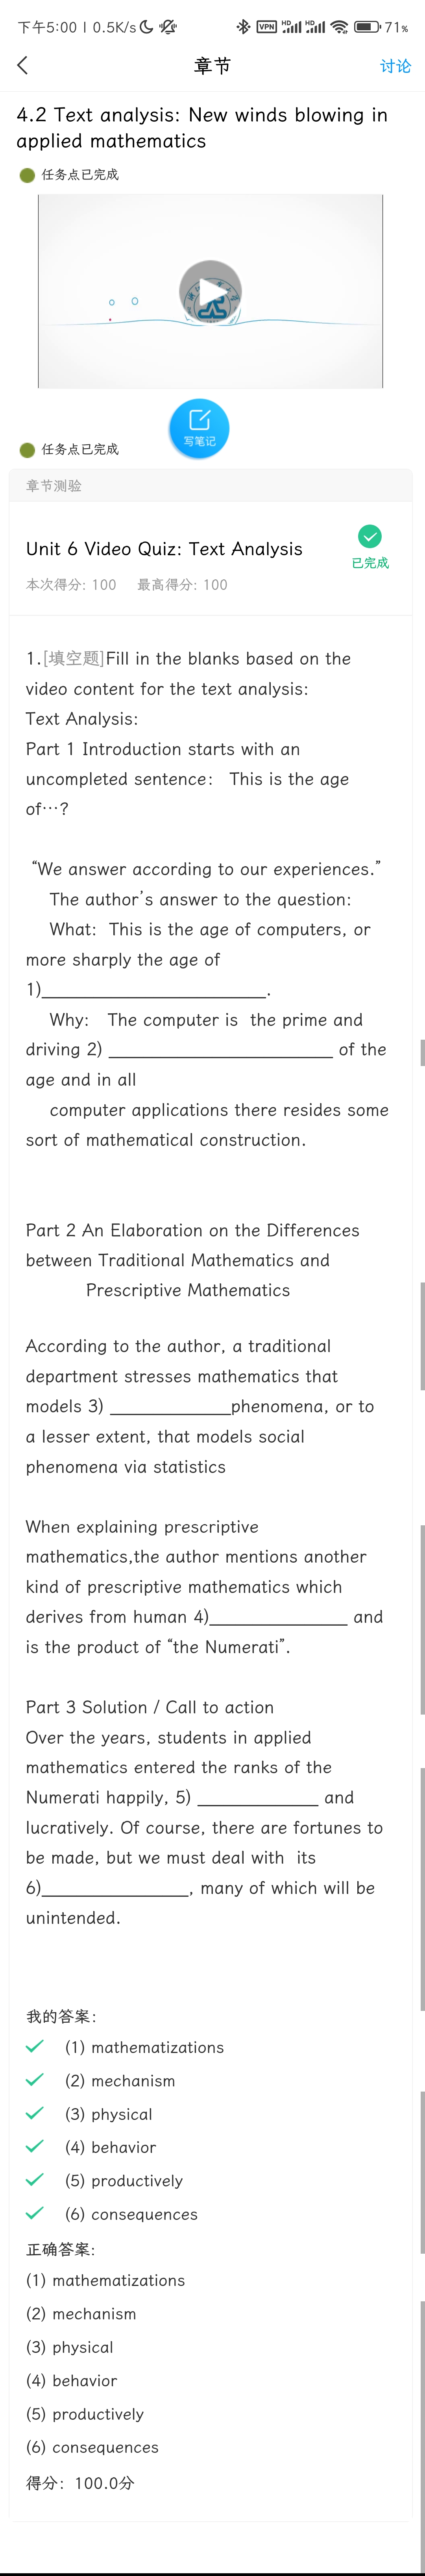 下午5:00 | 0.5K/s VPN HD HD 71%
章节 讨论
4.2 Text analysis: New winds blowing in
applied mathematics
任务点已完成
写笔记
任务点已完成
章节测验
Unit 6 Video Quiz: Text Analysis
已完成
本次得分: 100 最高得分: 100
1.[填空题]Fill in the blanks based on the
video content for the text analysis:
Text Analysis:
Part 1 Introduction starts with an
uncompleted sentence： This is the age
of…?
“We answer according to our experiences.”
The author's answer to the question:
What: This is the age of computers, or
more sharply the age of
1)_________________________.
Why: The computer is the prime and
driving 2) _________________________ of the
age and in all
computer applications there resides some
sort of mathematical construction.
Part 2 An Elaboration on the Differences
between Traditional Mathematics and
Prescriptive Mathematics
According to the author, a traditional
department stresses mathematics that
models 3) _____________phenomena, or to
a lesser extent, that models social
phenomena via statistics
When explaining prescriptive
mathematics,the author mentions another
kind of prescriptive mathematics which
derives from human 4)_______________ and
is the product of “the Numerati”.
Part 3 Solution / Call to action
Over the years, students in applied
mathematics entered the ranks of the
Numerati happily, 5) _____________ and
lucratively. Of course, there are fortunes to
be made, but we must deal with its
6)________________, many of which will be
unintended.
我的答案：
(1) mathematizations
(2) mechanism
(3) physical
(4) behavior
(5) productively
(6) consequences
正确答案：
(1) mathematizations
(2) mechanism
(3) physical
(4) behavior
(5) productively
(6) consequences
得分：100.0分